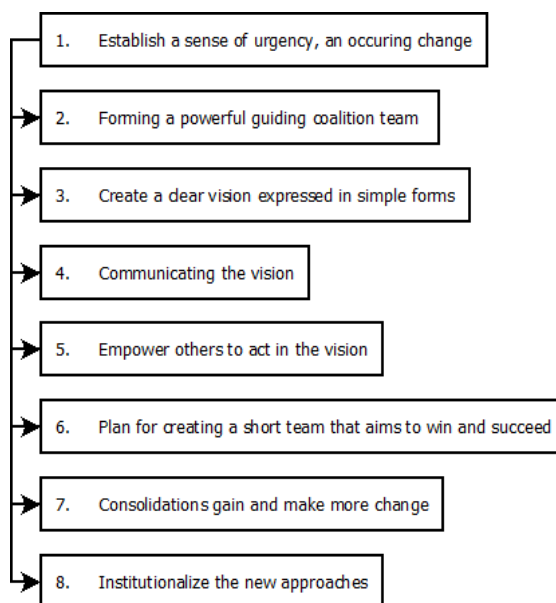 1. Establish a sense of urgency, an occuring change
2. Forming a powerful guiding coalition team
3. Create a clear vision expressed in simple forms
4. Communicating the vision
5. Empower others to act in the vision
6. Plan for creating a short team that aims to win and succeed
7. Consolidations gain and make more change
8. Institutionalize the new approaches